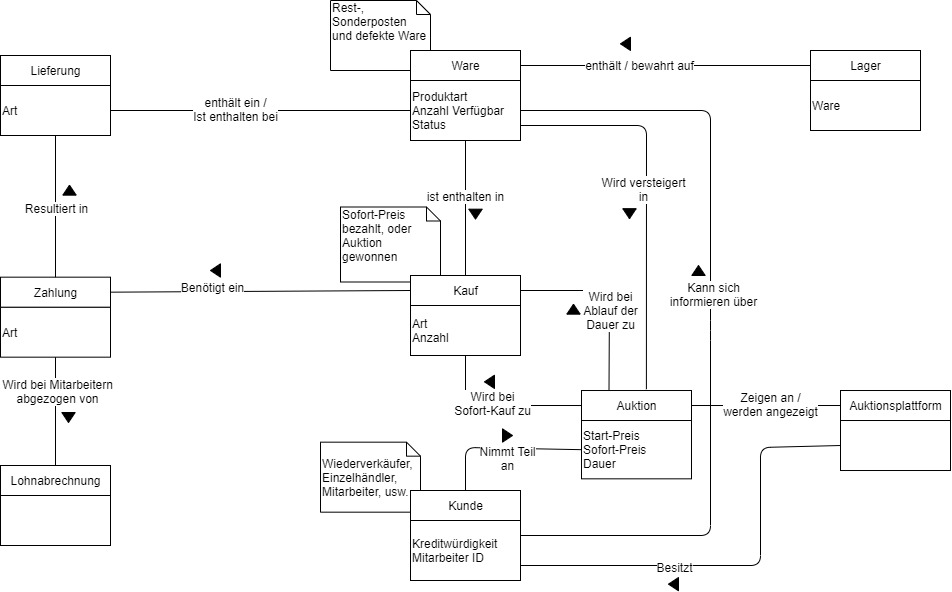 Rest-,
Sonderposten
und defekte Ware
Lieferung
Art
enthält ein /
Ist enthalten bei
Ware
Produktart
Anzahl Verfügbar
Status
enthält / bewahrt auf
Lager
Ware
Resultiert in
ist enthalten in
Wird versteigert
in
Sofort-Preis
bezahlt, oder
Auktion
gewonnen
Zahlung
Art
Benötigt ein
Kauf
Art
Anzahl
Wird bei
Ablauf der
Dauer zu
Kann sich
informieren über
Wird bei Mitarbeitern
abgezogen von
Wird bei
Sofort-Kauf zu
Auktion
Start-Preis
Sofort-Preis
Dauer
Zeigen an /
werden angezeigt
Auktionsplattform
Lohnabrechnung
Nimmt Teil
an
Wiederverkäufer,
Einzelhändler,
Mitarbeiter, usw.
Kunde
Kreditwürdigkeit
Mitarbeiter ID
Besitzt